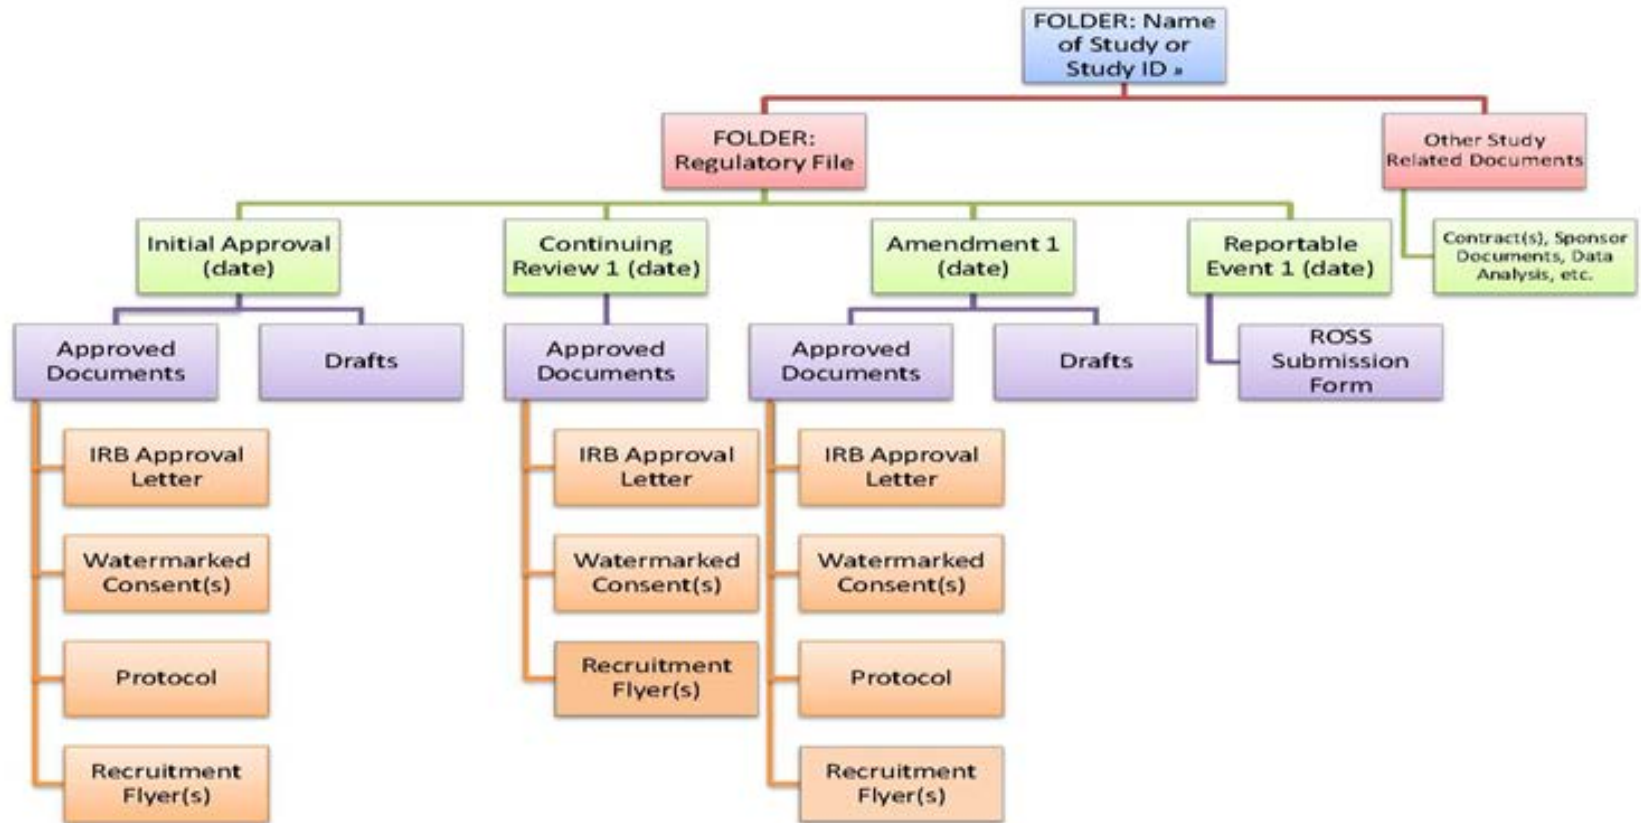 FOLDER: Name
of Study or
Study ID »
FOLDER:
Regulatory File
Other Study
Related Documents
Initial Approval
(date)
Continuing
Review 1 (date)
Amendment 1
(date)
Reportable
Event 1 (date)
Contract(s), Sponsor
Documents, Data
Analysis, etc.
Approved
Documents
Drafts
Approved
Documents
Approved
Documents
Drafts
ROSS
Submission
Form
IRB Approval
Letter
IRB Approval
Letter
IRB Approval
Letter
Watermarked
Consent(s)
Watermarked
Consent(s)
Watermarked
Consent(s)
Protocol
Recruitment
Flyer(s)
Protocol
Recruitment
Flyer(s)
Recruitment
Flyer(s)